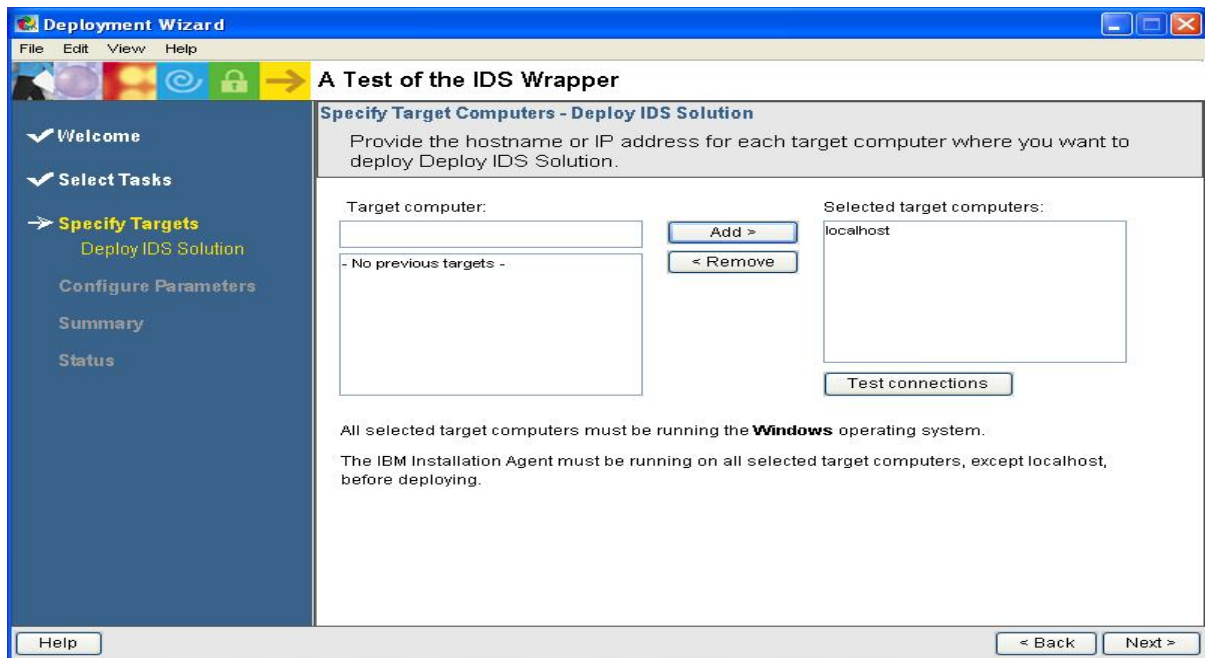 Deployment Wizard
File Edit View Help
A Test of the IDS Wrapper
Welcome
Select Tasks
Specify Targets
Deploy IDS Solution
Configure Parameters
Summary
Status
Specify Target Computers - Deploy IDS Solution
Provide the hostname or IP address for each target computer where you want to
deploy Deploy IDS Solution.
Target computer:
- No previous targets -
Add >
< Remove
Selected target computers:
localhost
Test connections
All selected target computers must be running the Windows operating system.
The IBM Installation Agent must be running on all selected target computers, except localhost,
before deploying.
Help
< Back
Next >